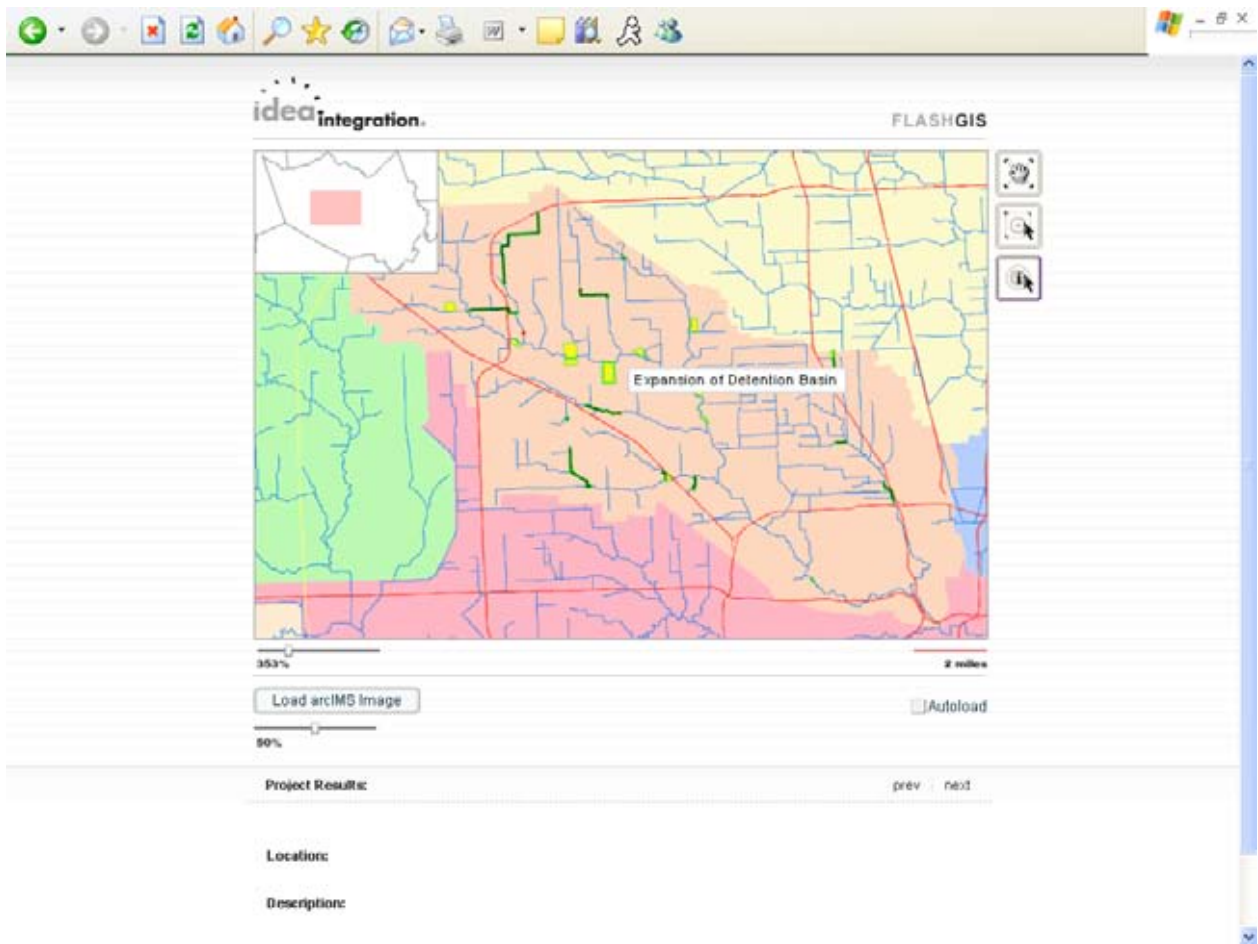 W
idea integration.
FLASHGIS
i
Expansion of Detention Basin
353%
2 miles
Load arcIMS Image
Autoload
50%
Project Results:
prev | next
Location:
Description: